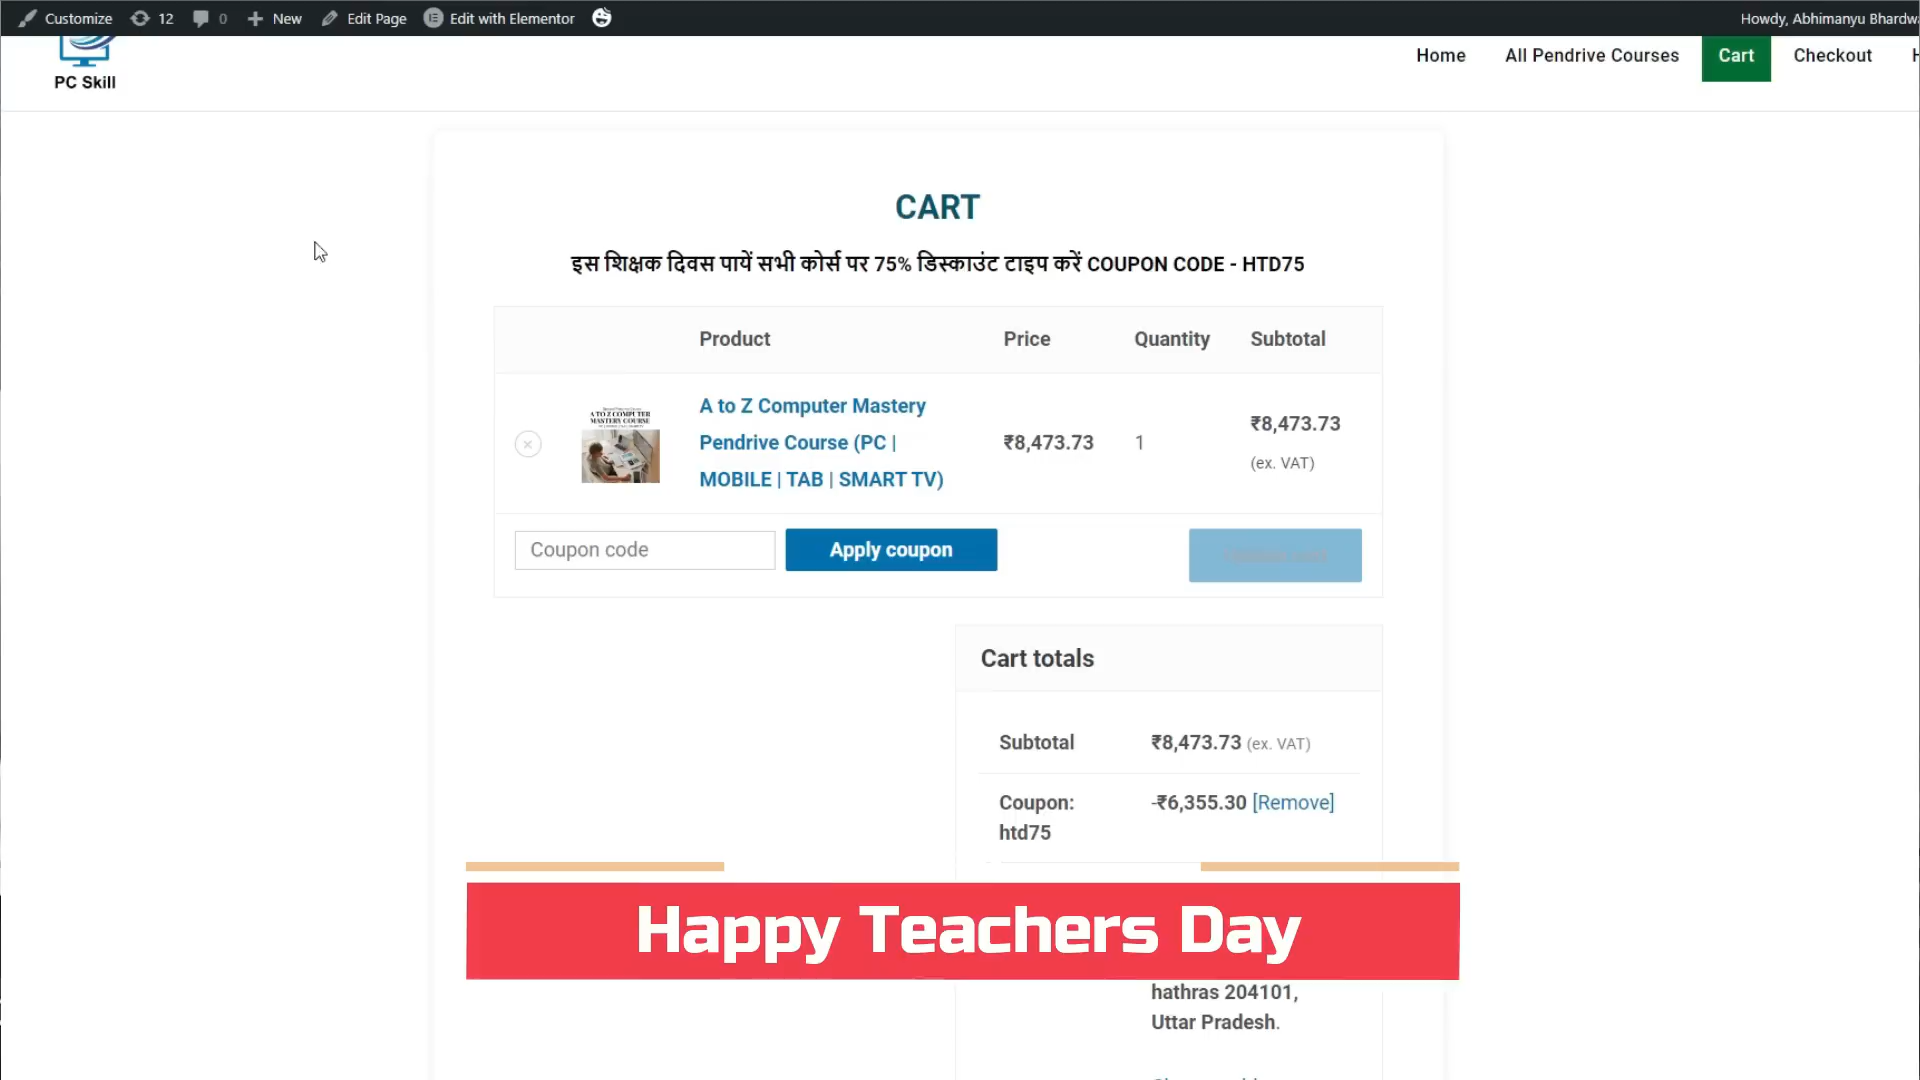 Customize 12 0 New Edit Page Edit with Elementor Howdy, Abhimanyu
PC Skill
Home All Pendrive Courses Cart Checkout
CART
इस शिक्षक दिवस पायें सभी कोर्स पर 75% डिस्काउंट टाइप करें COUPON CODE - HTD75
Product Price Quantity Subtotal
A TO Z COMPUTER
MASTERY COURSE
A to Z Computer Mastery
Pendrive Course (PC |
MOBILE | TAB | SMART TV)
₹8,473.73 1 ₹8,473.73
(ex. VAT)
Coupon code Apply coupon
Cart totals
Subtotal ₹8,473.73 (ex. VAT)
Coupon: -₹6,355.30 [Remove]
htd75
Happy Teachers Day
hathras 204101,
Uttar Pradesh.